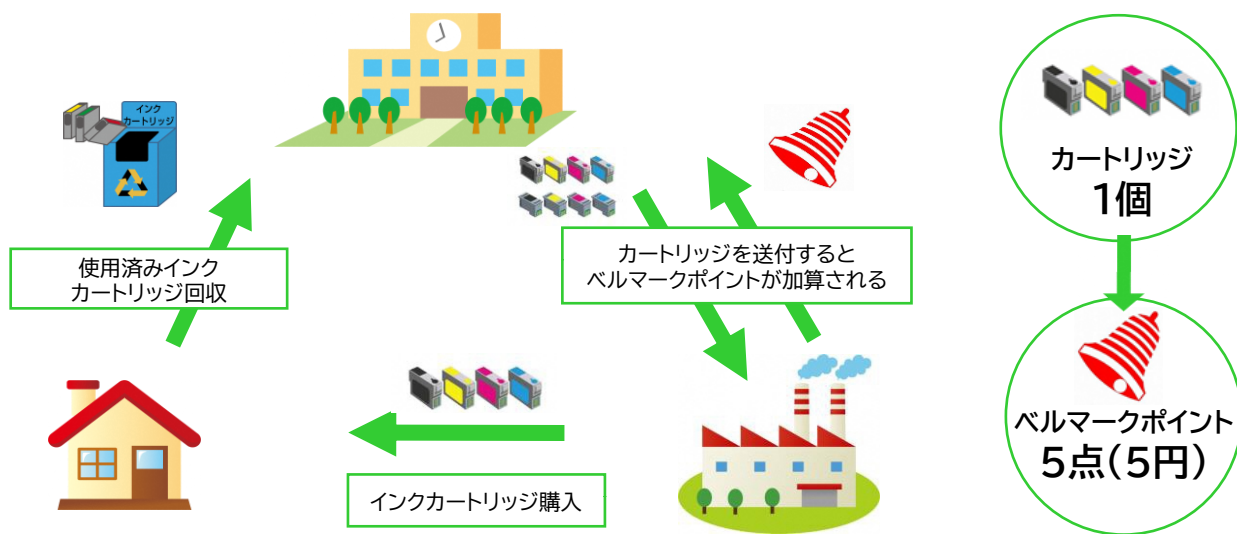 インク
カートリッジ
使用済みインク
カートリッジ回収
カートリッジを送付すると
ベルマークポイントが加算される
インクカートリッジ購入
カートリッジ
1個
ベルマークポイント
5点(5円)